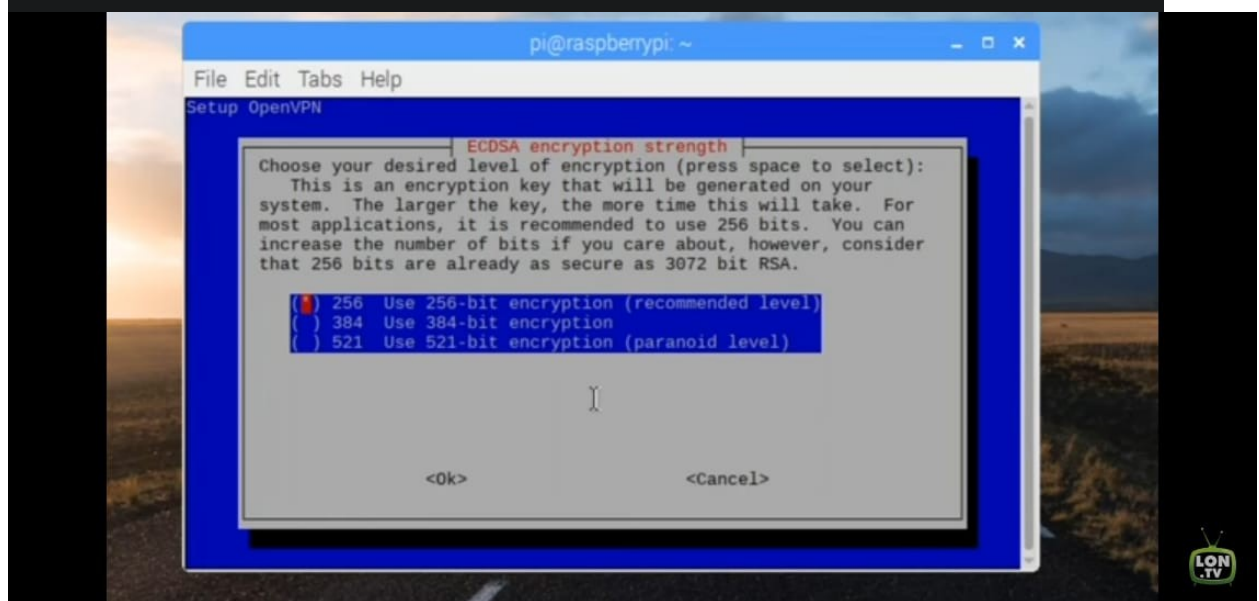 pi@raspberrypi: ~
File Edit Tabs Help
Setup OpenVPN
ECDSA encryption strength
Choose your desired level of encryption (press space to select):
This is an encryption key that will be generated on your
system. The larger the key, the more time this will take. For
most applications, it is recommended to use 256 bits. You can
increase the number of bits if you care about, however, consider
that 256 bits are already as secure as 3072 bit RSA.
(*) 256 Use 256-bit encryption (recommended level)
( ) 384 Use 384-bit encryption
( ) 521 Use 521-bit encryption (paranoid level)
<Ok> <Cancel>
LON
.TV